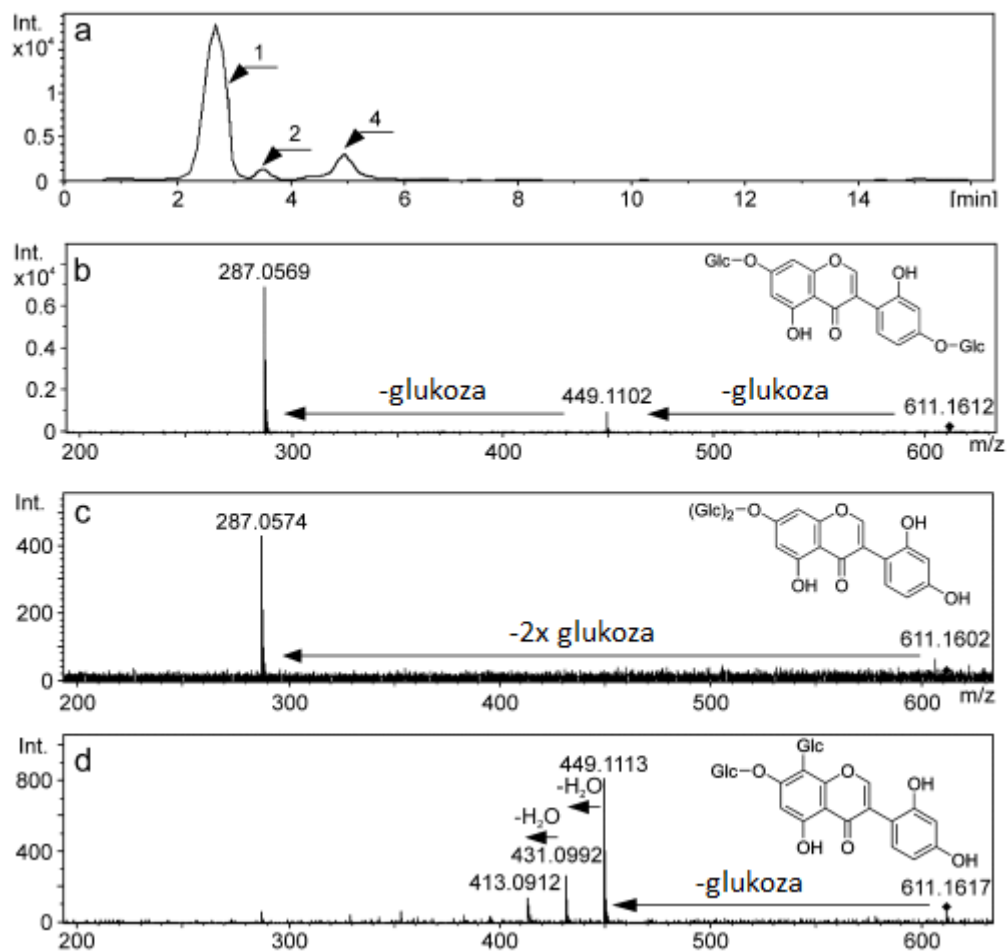 Int.
x10⁴
a
1
2
4
1
0.5
0
0 2 4 6 8 10 12 14 [min]
Int.
x10⁴
b
287.0569
0.6
0.4
0.2
0
-glukoza
449.1102
-glukoza
611.1612
Glc
O
O
OH
OH
O
O
Glc
200 300 400 500 600 m/z
Int.
c
287.0574
400
200
0
-2x glukoza
611.1602
(Glc)₂
O
O
OH
OH
O
OH
200 300 400 500 600 m/z
Int.
d
800
400
0
449.1113
-H₂O
-H₂O
431.0992
413.0912
-glukoza
611.1617
Glc
Glc
O
O
OH
OH
O
OH
200 300 400 500 600 m/z